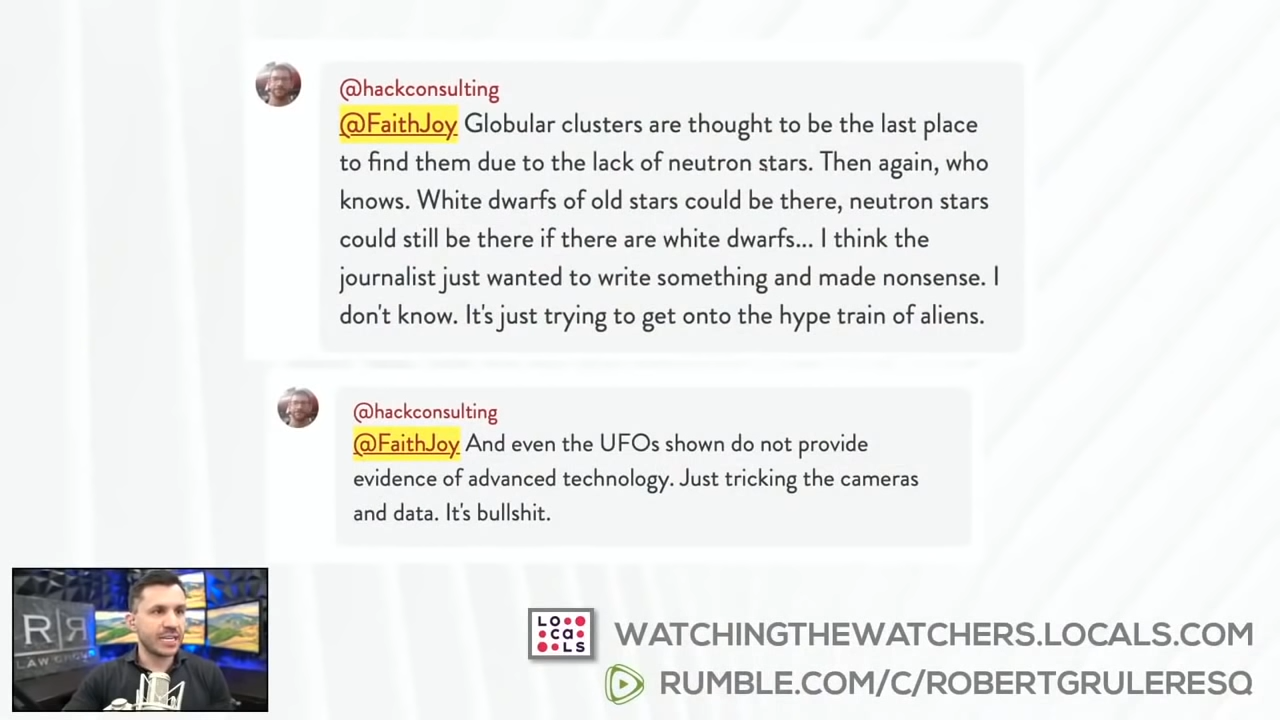 @hackconsulting
@FaithJoy Globular clusters are thought to be the last place
to find them due to the lack of neutron stars. Then again, who
knows. White dwarfs of old stars could be there, neutron stars
could still be there if there are white dwarfs... I think the
journalist just wanted to write something and made nonsense. I
don't know. It's just trying to get onto the hype train of aliens.
@hackconsulting
@FaithJoy And even the UFOs shown do not provide
evidence of advanced technology. Just tricking the cameras
and data. It's bullshit.
R R
LAW GROUP
LO
Ca
LS
WATCHINGTHEWATCHERS.LOCALS.COM
RUMBLE.COM/C/ROBERTGRULERESQ